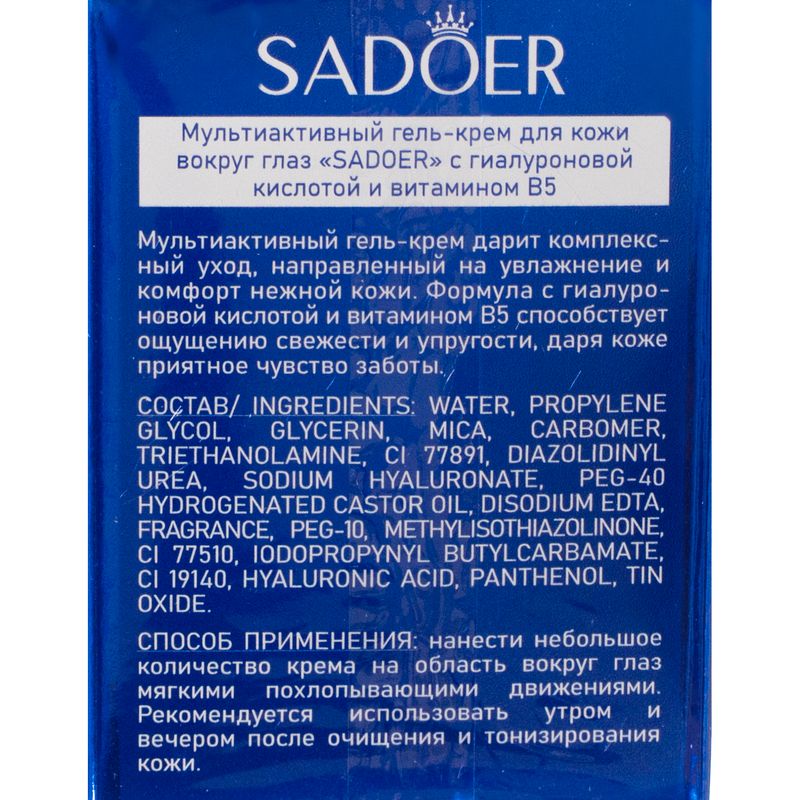 SADOER
Мультиактивный гель-крем для кожи
вокруг глаз «SADOER» с гиалуроновой
кислотой и витамином B5
Мультиактивный гель-крем дарит комплекс-
ный уход, направленный на увлажнение и
комфорт нежной кожи. Формула с гиалуро-
новой кислотой и витамином B5 способствует
ощущению свежести и упругости, даря коже
приятное чувство заботы.
СОСТАВ/ INGREDIENTS: WATER, PROPYLENE
GLYCOL, GLYCERIN, MICA, CARBOMER,
TRIETHANOLAMINE, CI 77891, DIAZOLIDINYL
UREA, SODIUM HYALURONATE, PEG-40
HYDROGENATED CASTOR OIL, DISODIUM EDTA,
FRAGRANCE, PEG-10, METHYLISOTHIAZOLINONE,
CI 77510, IODOPROPYNYL BUTYLCARBAMATE,
CI 19140, HYALURONIC ACID, PANTHENOL, TIN
OXIDE.
СПОСОБ ПРИМЕНЕНИЯ: нанести небольшое
количество крема на область вокруг глаз
мягкими похлопывающими движениями.
Рекомендуется использовать утром и
вечером после очищения и тонизирования
кожи.